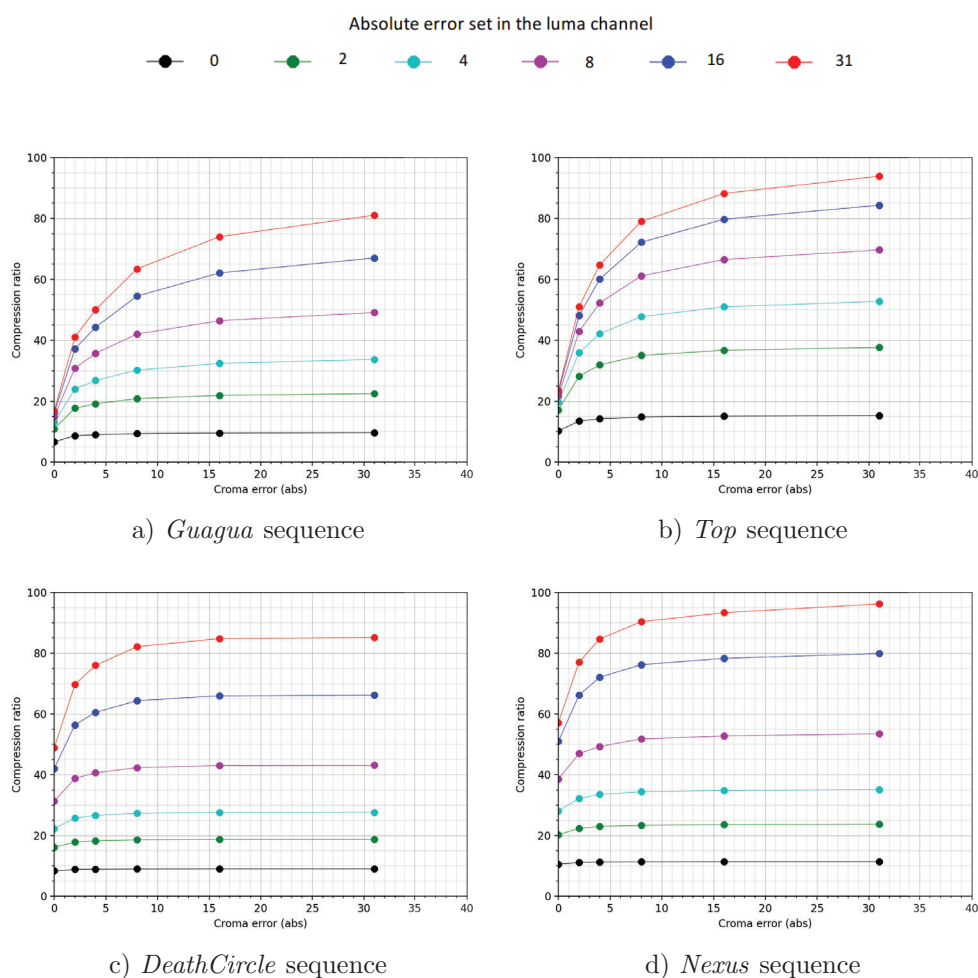 Absolute error set in the luma channel
0 2 4 8 16 31
100
80
60
40
20
0
Compression ratio
0 5 10 15 20 25 30 35 40
Croma error (abs)
a) Guagua sequence
100
80
60
40
20
0
Compression ratio
0 5 10 15 20 25 30 35 40
Croma error (abs)
b) Top sequence
100
80
60
40
20
0
Compression ratio
0 5 10 15 20 25 30 35 40
Croma error (abs)
c) DeathCircle sequence
100
80
60
40
20
0
Compression ratio
0 5 10 15 20 25 30 35 40
Croma error (abs)
d) Nexus sequence